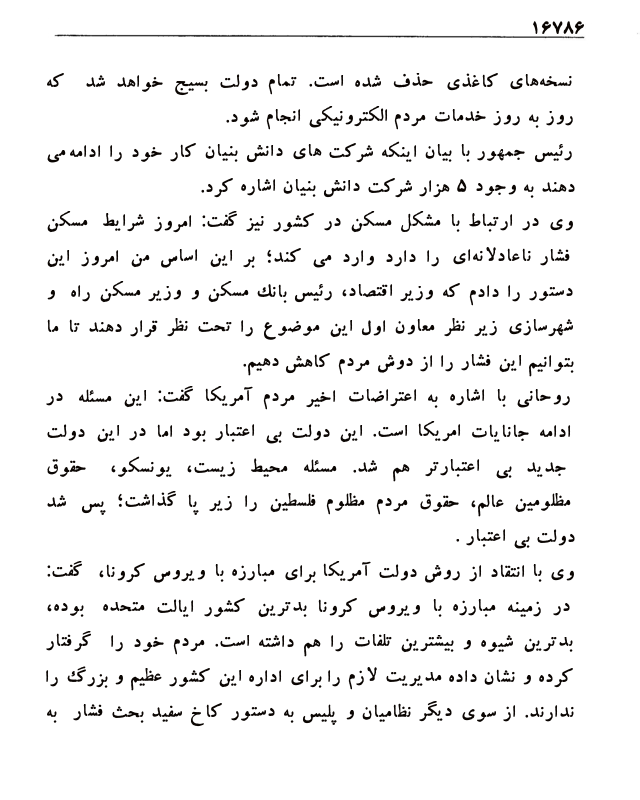 ۱۶۷۸۶
نسخه‌های کاغذی حذف شده است. تمام دولت بسیج خواهد شد که
روز به روز خدمات مردم الکترونیکی انجام شود.
رئیس جمهور با بیان اینکه شرکت های دانش بنیان کار خود را ادامه می
دهند به وجود ۵ هزار شرکت دانش بنیان اشاره کرد.
وی در ارتباط با مشکل مسکن در کشور نیز گفت: امروز شرایط مسکن
فشار ناعادلانه‌ای را دارد وارد می کند؛ بر این اساس من امروز این
دستور را دادم که وزیر اقتصاد، رئیس بانك مسکن و وزیر مسکن راه و
شهرسازی زیر نظر معاون اول این موضوع را تحت نظر قرار دهند تا ما
بتوانیم این فشار را از دوش مردم کاهش دهیم.
روحانی با اشاره به اعتراضات اخیر مردم آمریکا گفت: این مسئله در
ادامه جانایات امریکا است. این دولت بی اعتبار بود اما در این دولت
جدید بی اعتبارتر هم شد. مسئله محیط زیست، یونسکو، حقوق
مظلومین عالم، حقوق مردم مظلوم فلسطین را زیر پا گذاشت؛ پس شد
دولت بی اعتبار .
وی با انتقاد از روش دولت آمریکا برای مبارزه با ویروس کرونا، گفت:
در زمینه مبارزه با ویروس کرونا بدترین کشور ایالت متحده بوده،
بدترین شیوه و بیشترین تلفات را هم داشته است. مردم خود را گرفتار
کرده و نشان داده مدیریت لازم را برای اداره این کشور عظیم و بزرگ را
ندارند. از سوی دیگر نظامیان و پلیس به دستور کاخ سفید بحث فشار به